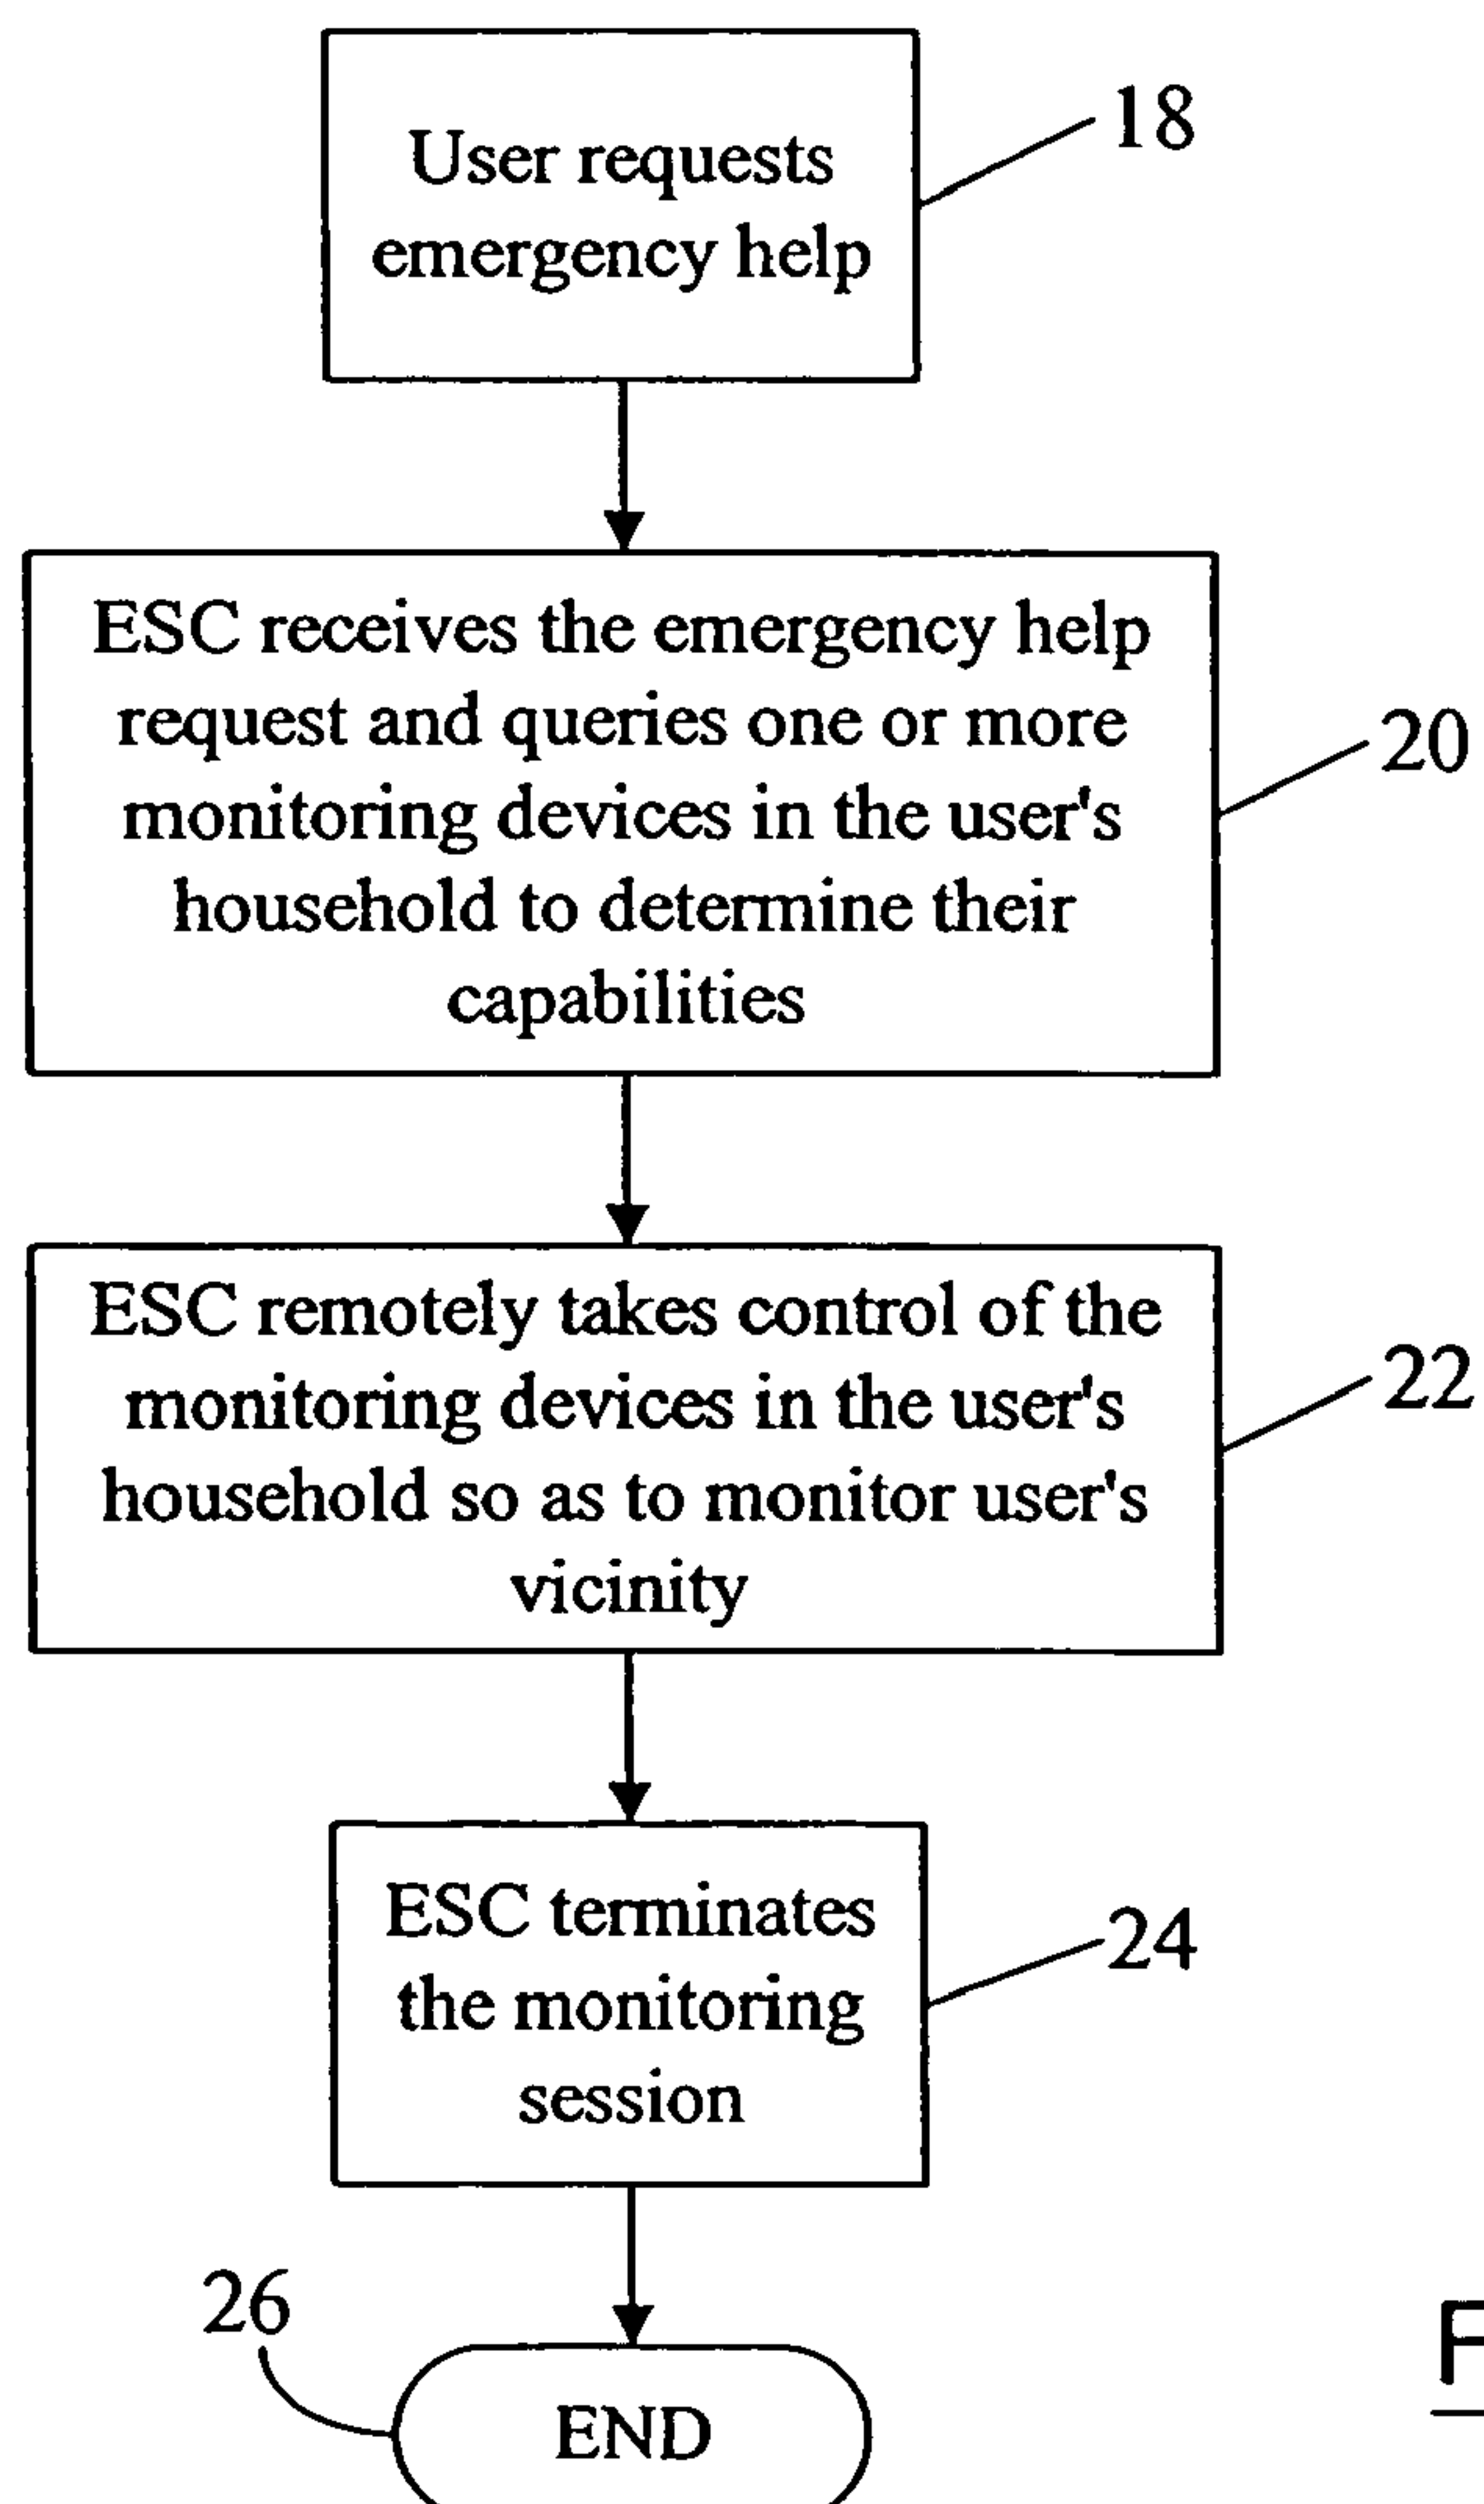 User requests
emergency help
18
ESC receives the emergency help
request and queries one or more
monitoring devices in the user's
household to determine their
capabilities
20
ESC remotely takes control of the
monitoring devices in the user's
household so as to monitor user's
vicinity
22
ESC terminates
the monitoring
session
24
26
END